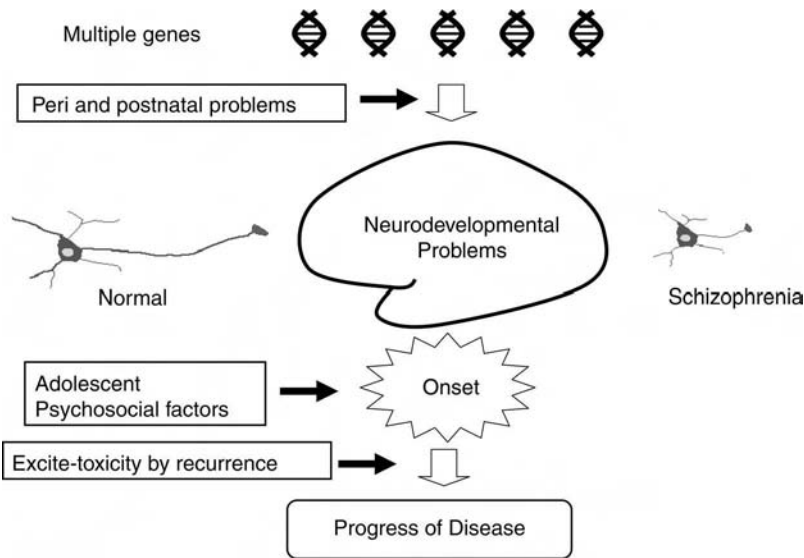 Multiple genes
Peri and postnatal problems
Neurodevelopmental
Problems
Normal
Schizophrenia
Adolescent
Psychosocial factors
Onset
Excite-toxicity by recurrence
Progress of Disease